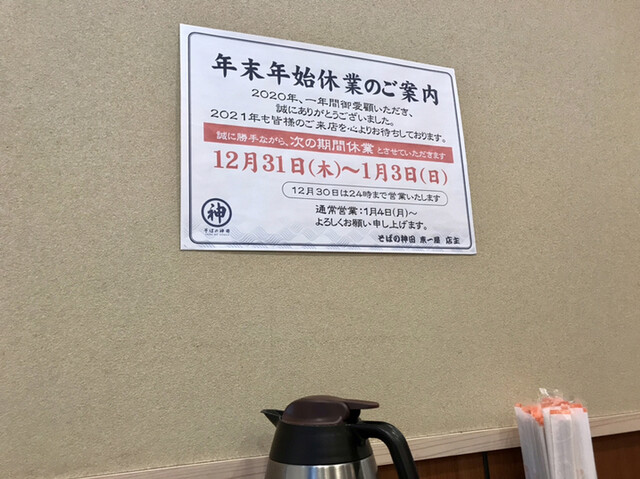 年末年始休業のご案内
2020年、一年間御愛顧いただき、
誠にありがとうございました。
2021年も皆様のご来店を心よりお待ちしております。
誠に勝手ながら、次の期間休業とさせていただきます
12月31日(木)～1月3日(日)
12月30日は24時まで営業いたします
通常営業：1月4日(月)～
よろしくお願い申し上げます。
神
そばの神田
そばの神田 東一屋 店主